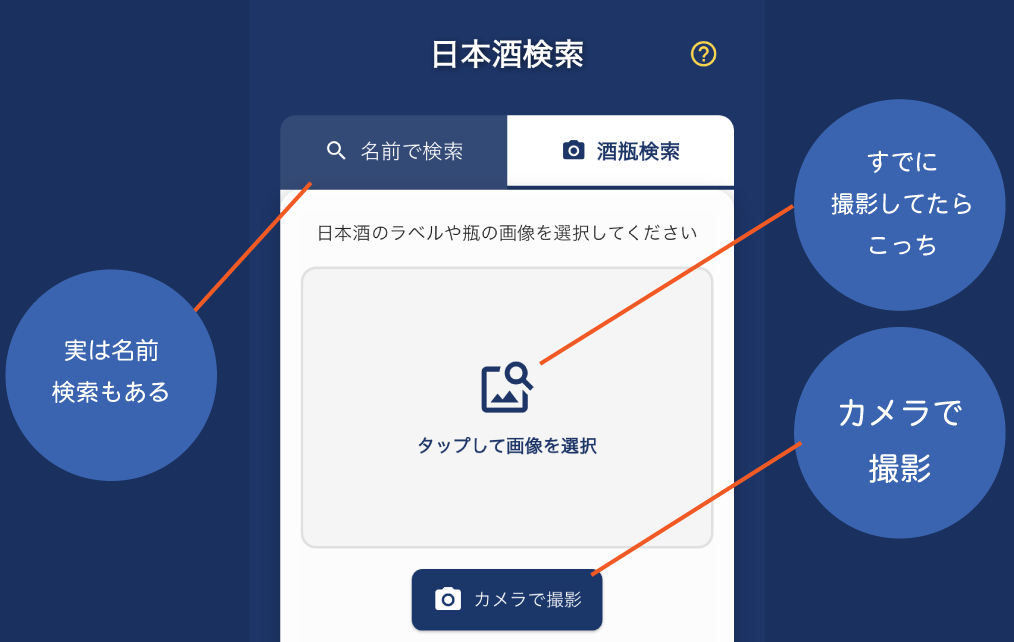 日本酒検索
名前で検索
酒瓶検索
日本酒のラベルや瓶の画像を選択してください
タップして画像を選択
カメラで撮影
実は名前
検索もある
すでに
撮影してたら
こっち
カメラで
撮影